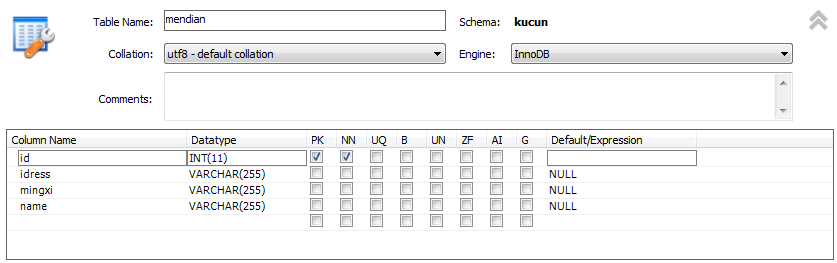 Table Name: mendian Schema: kucun
Collation: utf8 - default collation Engine: InnoDB
Comments:
Column Name Datatype PK NN UQ B UN ZF AI G Default/Expression
id INT(11)
idress VARCHAR(255) NULL
mingxi VARCHAR(255) NULL
name VARCHAR(255) NULL